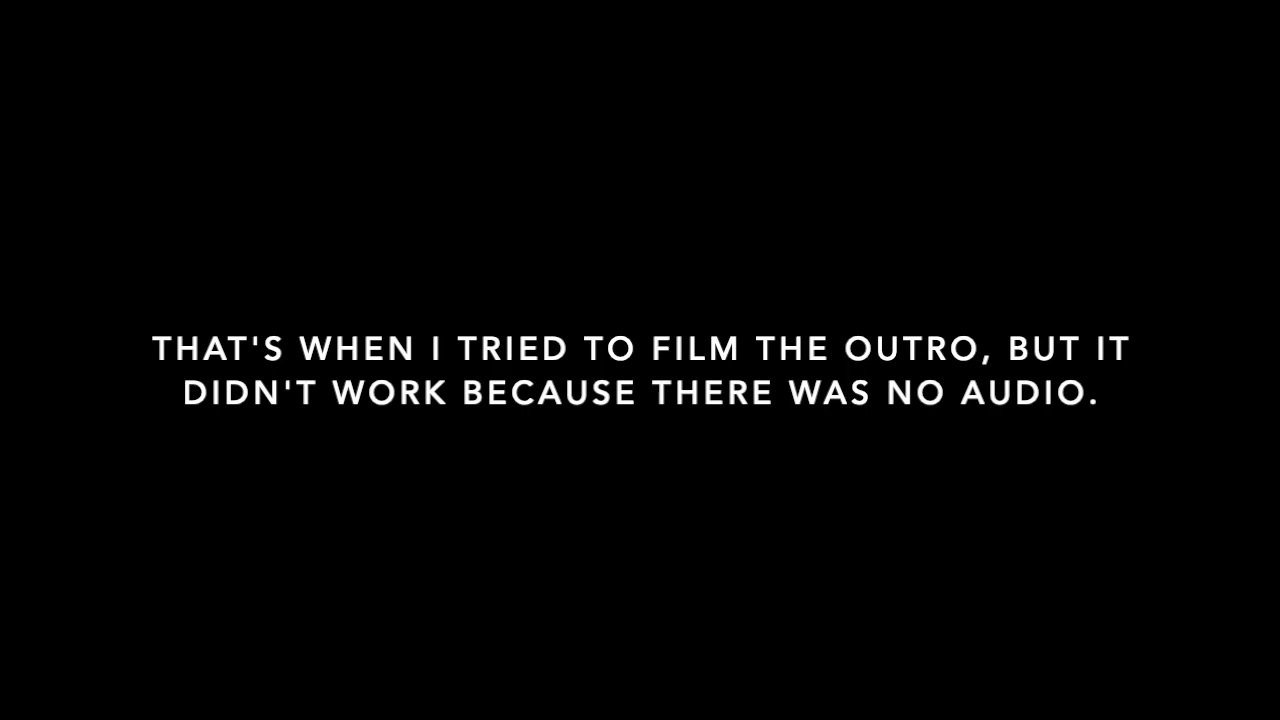 THAT'S WHEN I TRIED TO FILM THE OUTRO, BUT IT
DIDN'T WORK BECAUSE THERE WAS NO AUDIO.